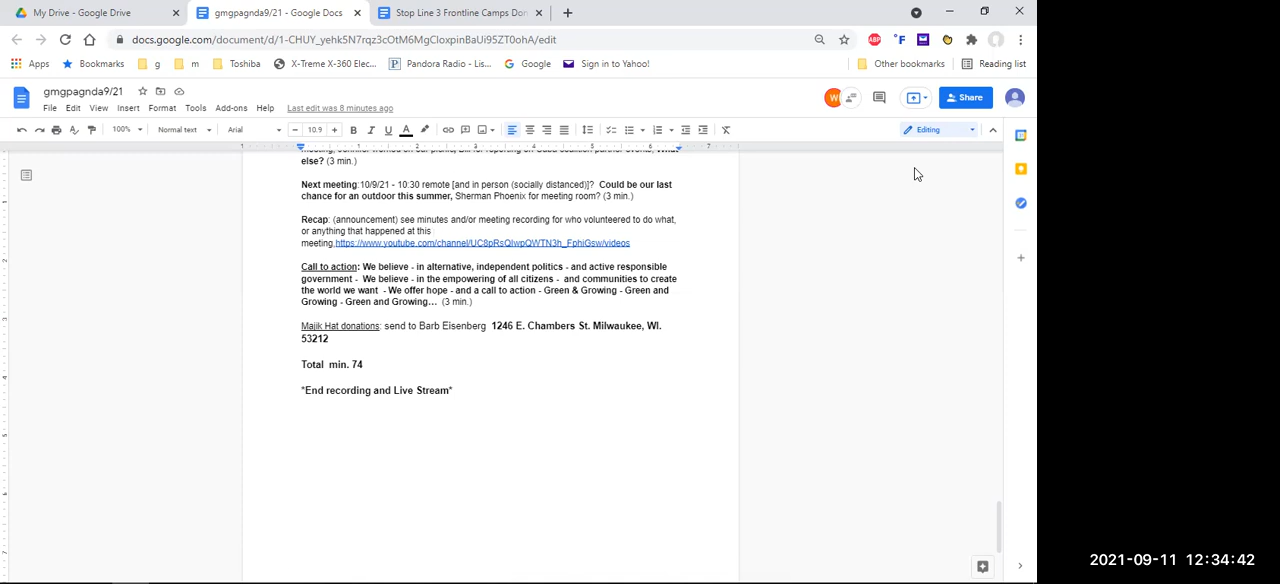 My Drive - Google Drive
gmgpagnda9/21 - Google Docs
Stop Line 3 Frontline Camps Don
docs.google.com/document/d/1-CHUY_yehk5N7rqz3cOtM6MgCIoxpinBaUi95ZT0ohA/edit
ABP °F
Apps Bookmarks g m Toshiba X-Treme X-360 Elec... Pandora Radio - Lis... Google Sign in to Yahoo! Other bookmarks Reading list
gmgpagnda9/21
File Edit View Insert Format Tools Add-ons Help Last edit was 8 minutes ago
W Share
100% Normal text Arial 10.9 B I U A Editing
1 1 2 3 4 5 6 7
else? (3 min.)
Next meeting:10/9/21 - 10:30 remote [and in person (socially distanced)]? Could be our last
chance for an outdoor this summer, Sherman Phoenix for meeting room? (3 min.)
Recap: (announcement) see minutes and/or meeting recording for who volunteered to do what,
or anything that happened at this
meeting,https://www.youtube.com/channel/UC8pRsQIwpQWTN3h_FphiGsw/videos
Call to action: We believe - in alternative, independent politics - and active responsible
government - We believe - in the empowering of all citizens - and communities to create
the world we want - We offer hope - and a call to action - Green & Growing - Green and
Growing - Green and Growing… (3 min.)
Majik Hat donations: send to Barb Eisenberg 1246 E. Chambers St. Milwaukee, WI.
53212
Total min. 74
*End recording and Live Stream*
2021-09-11 12:34:42